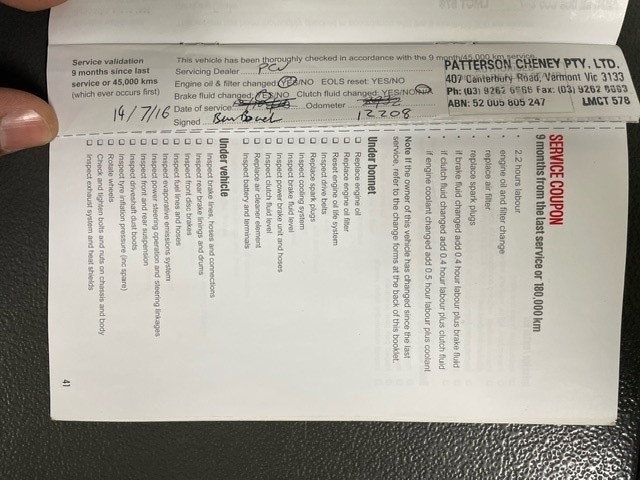 Service validation
9 months since last
service or 45,000 kms
(which ever occurs first)
This vehicle has been thoroughly checked in accordance with the 9 month/45,000 km service
Servicing Dealer PCV
Engine oil & filter changed YES/NO EOLS reset: YES/NO
Brake fluid changed YES/NO Clutch fluid changed: YES/NO
Date of service Odometer
14/7/16
12208
Signed
PATTERSON CHENEY PTY. LTD.
407 Canterbury Road, Vermont Vic 3133
Ph: (03) 9262 Fax: (03) 9262
ABN: 52 005 805 247 LMCT 578
SERVICE COUPON
9 months from the last service or 180,000 km
• 2.2 hours labour
• engine oil and filter change
• replace air filter
• replace spark plugs
• if brake fluid changed add 0.4 hour labour plus brake fluid
• if clutch fluid changed add 0.4 hour labour plus clutch fluid
• if engine coolant changed add 0.5 hour labour plus coolant
Note If the owner of this vehicle has changed since the last
service, refer to the change forms at the back of this booklet.
Under bonnet
Replace engine oil
Replace engine oil filter
Reset engine oil life system
Inspect drive belts
Replace spark plugs
Inspect cooling system
Inspect brake fluid level
Inspect power brake unit and hoses
Inspect clutch fluid level
Replace air cleaner element
Inspect battery and terminals
Under vehicle
Inspect brake lines, hoses and connections
Inspect rear brake linings and drums
Inspect front disc brakes
Inspect fuel lines and hoses
Inspect evaporative emissions system
Inspect power steering operation and steering linkages
Inspect front and rear suspension
Inspect driveshaft dust boots
Inspect tyre inflation pressure (inc spare)
Rotate wheels
Check and tighten bolts and nuts on chassis and body
Inspect exhaust system and heat shields
41